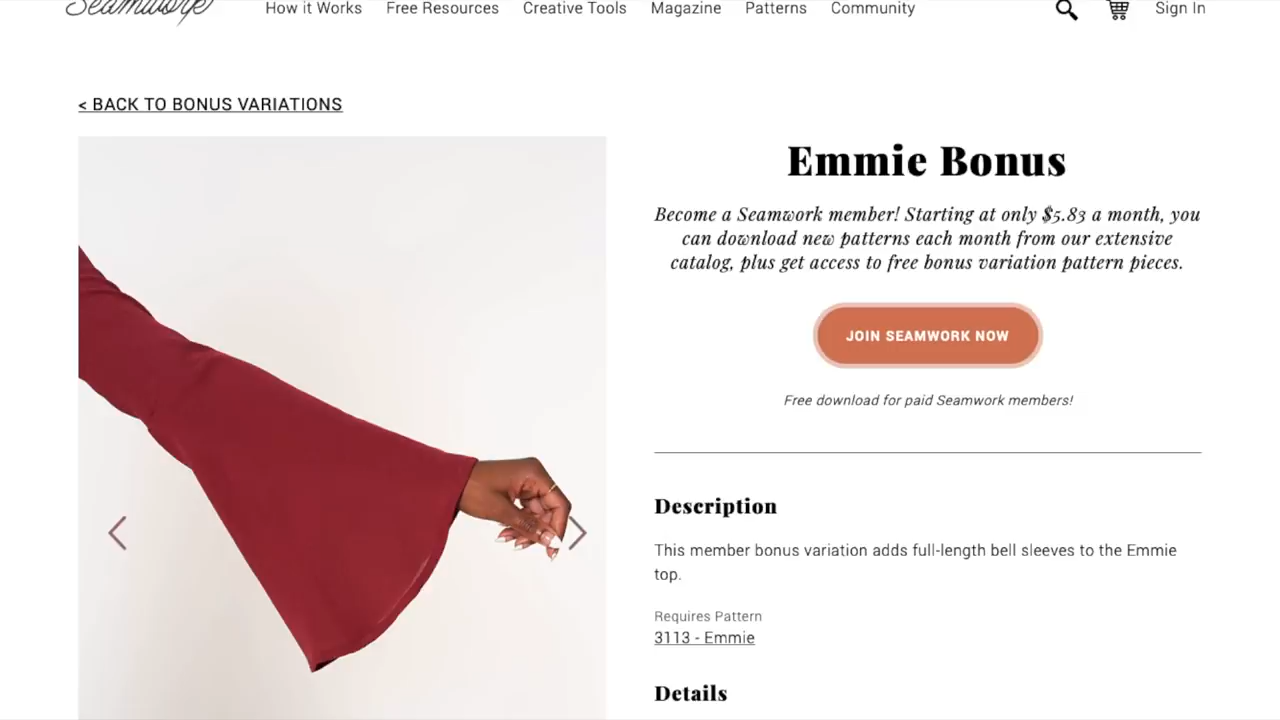 Seamwork
How it Works
Free Resources
Creative Tools
Magazine
Patterns
Community
Sign In
< BACK TO BONUS VARIATIONS
Emmie Bonus
Become a Seamwork member! Starting at only $5.83 a month, you
can download new patterns each month from our extensive
catalog, plus get access to free bonus variation pattern pieces.
JOIN SEAMWORK NOW
Free download for paid Seamwork members!
Description
This member bonus variation adds full-length bell sleeves to the Emmie
top.
Requires Pattern
3113 - Emmie
Details